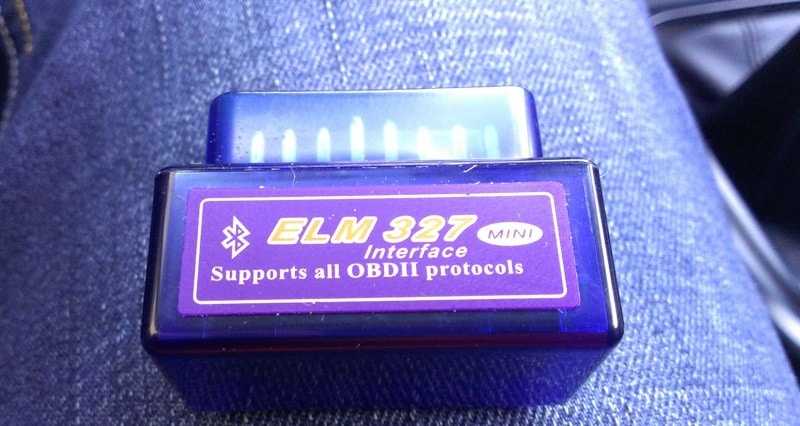 ELM 327 MINI
Interface
Supports all OBDII protocols